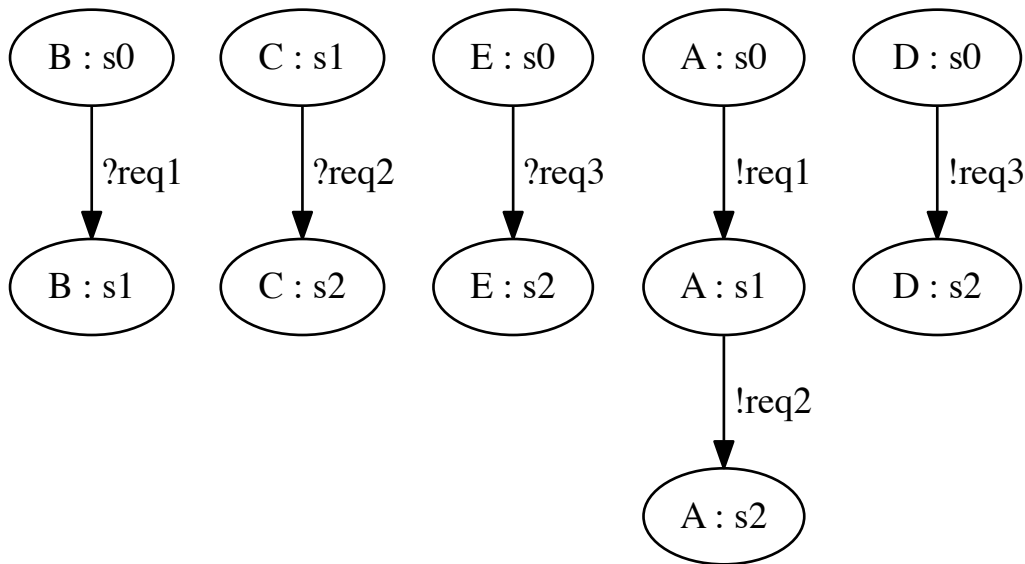 B : s0 C : s1 E : s0 A : s0 D : s0
?req1 ?req2 ?req3 !req1 !req3
B : s1 C : s2 E : s2 A : s1 D : s2
!req2
A : s2